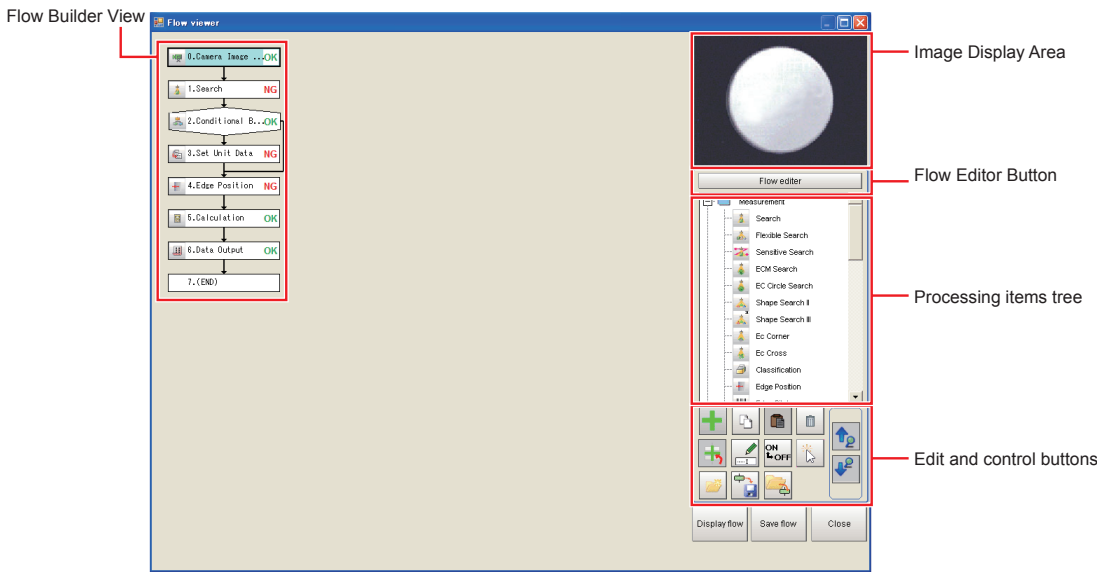 Flow Builder View
Flow viewer
0.Camera Image ...OK
1.Search NG
2.Conditional B...OK
3.Set Unit Data NG
4.Edge Position NG
5.Calculation OK
6.Data Output OK
7.(END)
Image Display Area
Flow editer
Flow Editor Button
Measurement
Search
Flexible Search
Sensitive Search
ECM Search
EC Circle Search
Shape Search II
Shape Search III
Ec Corner
Ec Cross
Classification
Edge Position
Processing items tree
ON
OFF
Edit and control buttons
Display flow
Save flow
Close